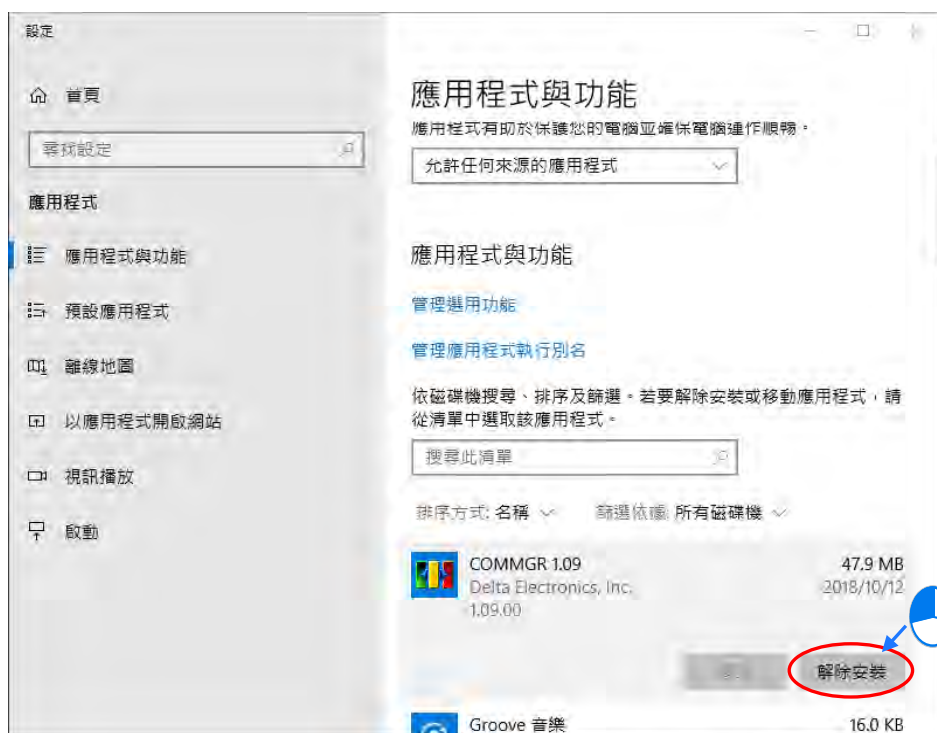 設定
首頁
尋找設定
應用程式
應用程式與功能
預設應用程式
離線地圖
以應用程式開啟網站
視訊播放
啟動
應用程式與功能
應用程式有助於保護您的電腦並確保電腦運作順暢。
允許任何來源的應用程式
應用程式與功能
管理選用功能
管理應用程式執行別名
依磁碟機搜尋、排序及篩選。若要解除安裝或移動應用程式，請
從清單中選取該應用程式。
搜尋此清單
排序方式: 名稱 篩選依據: 所有磁碟機
COMMGR 1.09 47.9 MB
Delta Electronics, Inc. 2018/10/12
1.09.00
解除安裝
Groove 音樂 16.0 KB